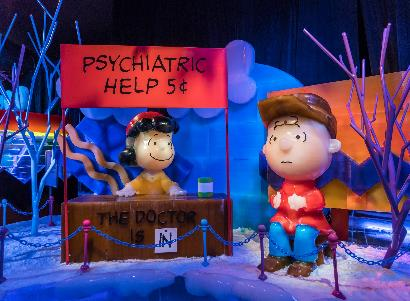 PSYCHIATRIC
HELP 5¢
THE DOCTOR
IS IN